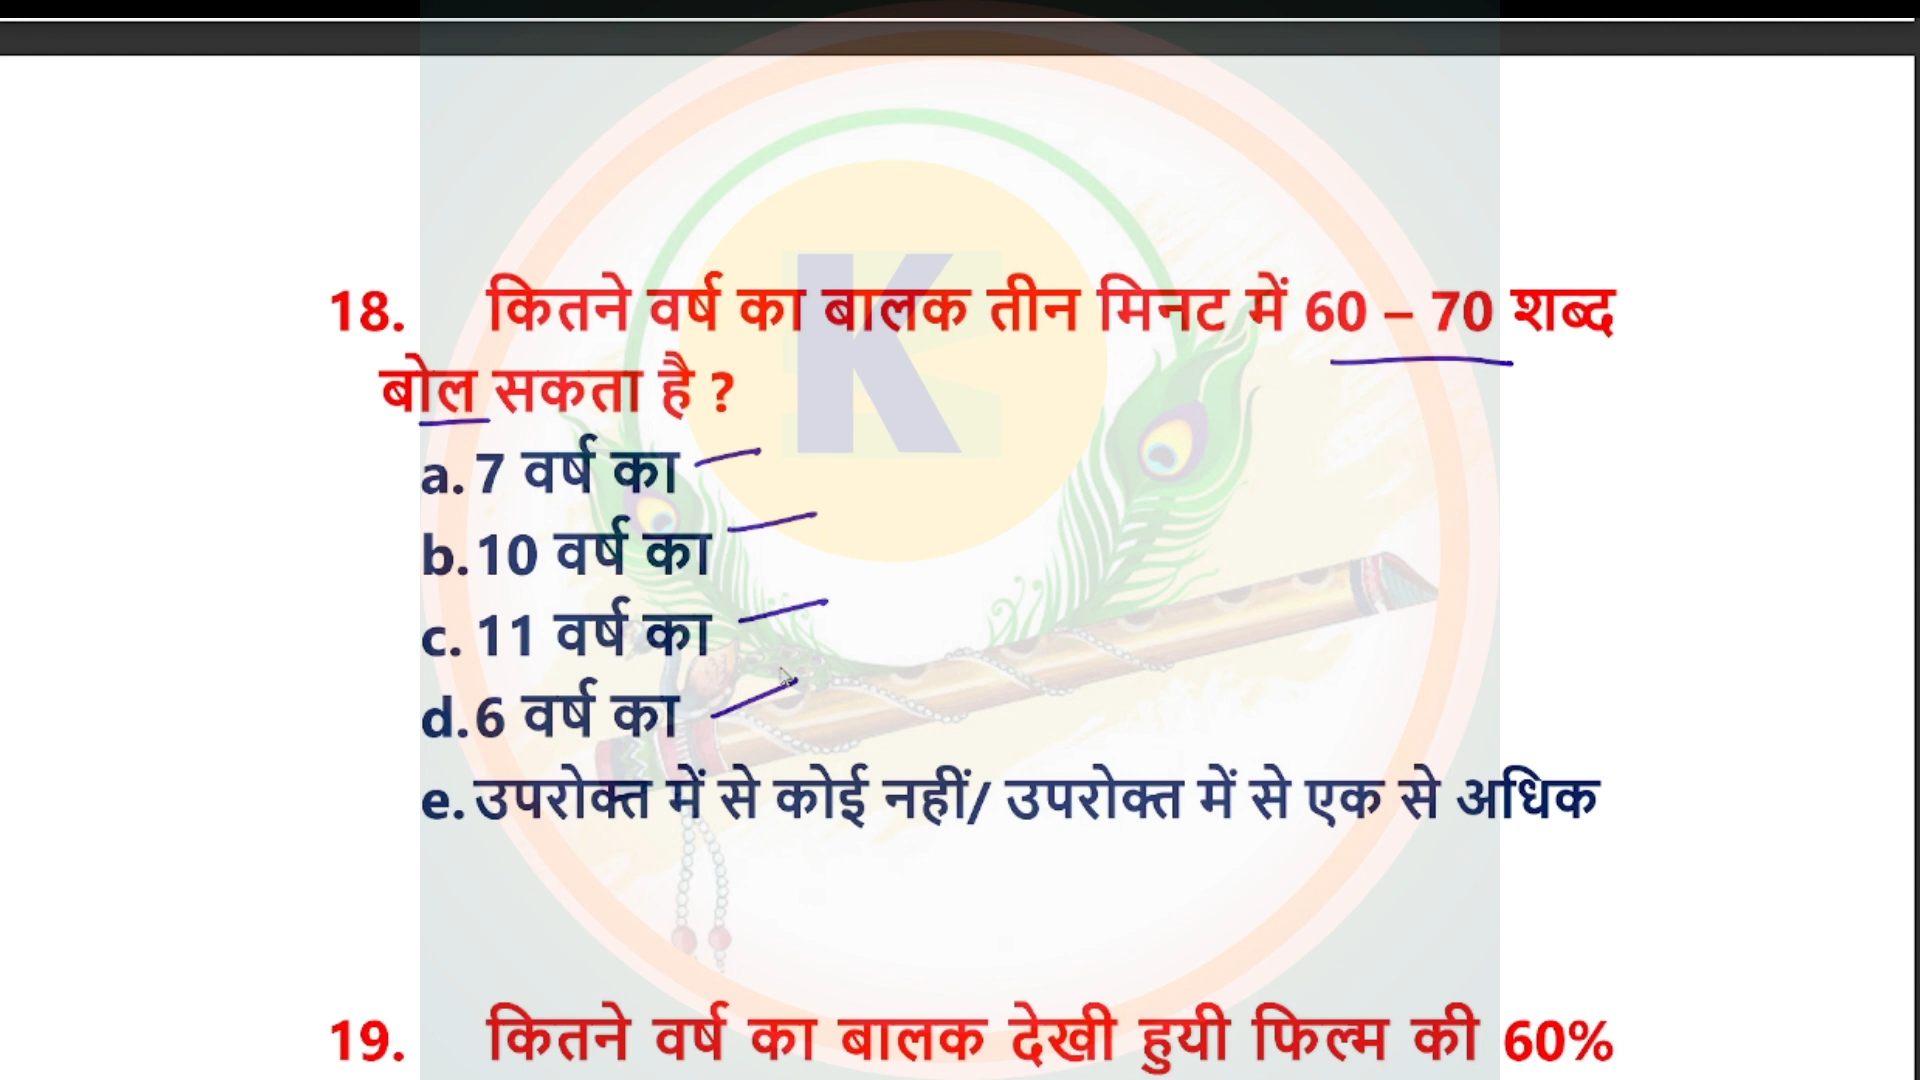 18. कितने वर्ष का बालक तीन मिनट में 60 – 70 शब्द
बोल सकता है ?
a. 7 वर्ष का
b. 10 वर्ष का
c. 11 वर्ष का
d. 6 वर्ष का
e. उपरोक्त में से कोई नहीं/ उपरोक्त में से एक से अधिक
K
19. कितने वर्ष का बालक देखी हुयी फिल्म की 60%